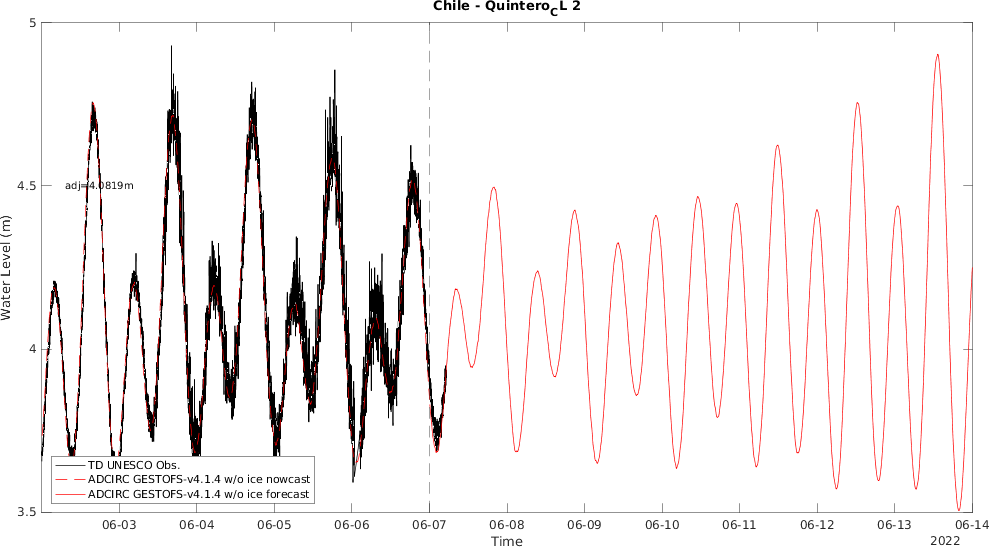 Chile - Quintero_CL 2
Water Level (m)
5
4.5
4
3.5
adj=4.0819m
TD UNESCO Obs.
ADCIRC GESTOFS-v4.1.4 w/o ice nowcast
ADCIRC GESTOFS-v4.1.4 w/o ice forecast
06-03 06-04 06-05 06-06 06-07 06-08 06-09 06-10 06-11 06-12 06-13 06-14
Time
2022